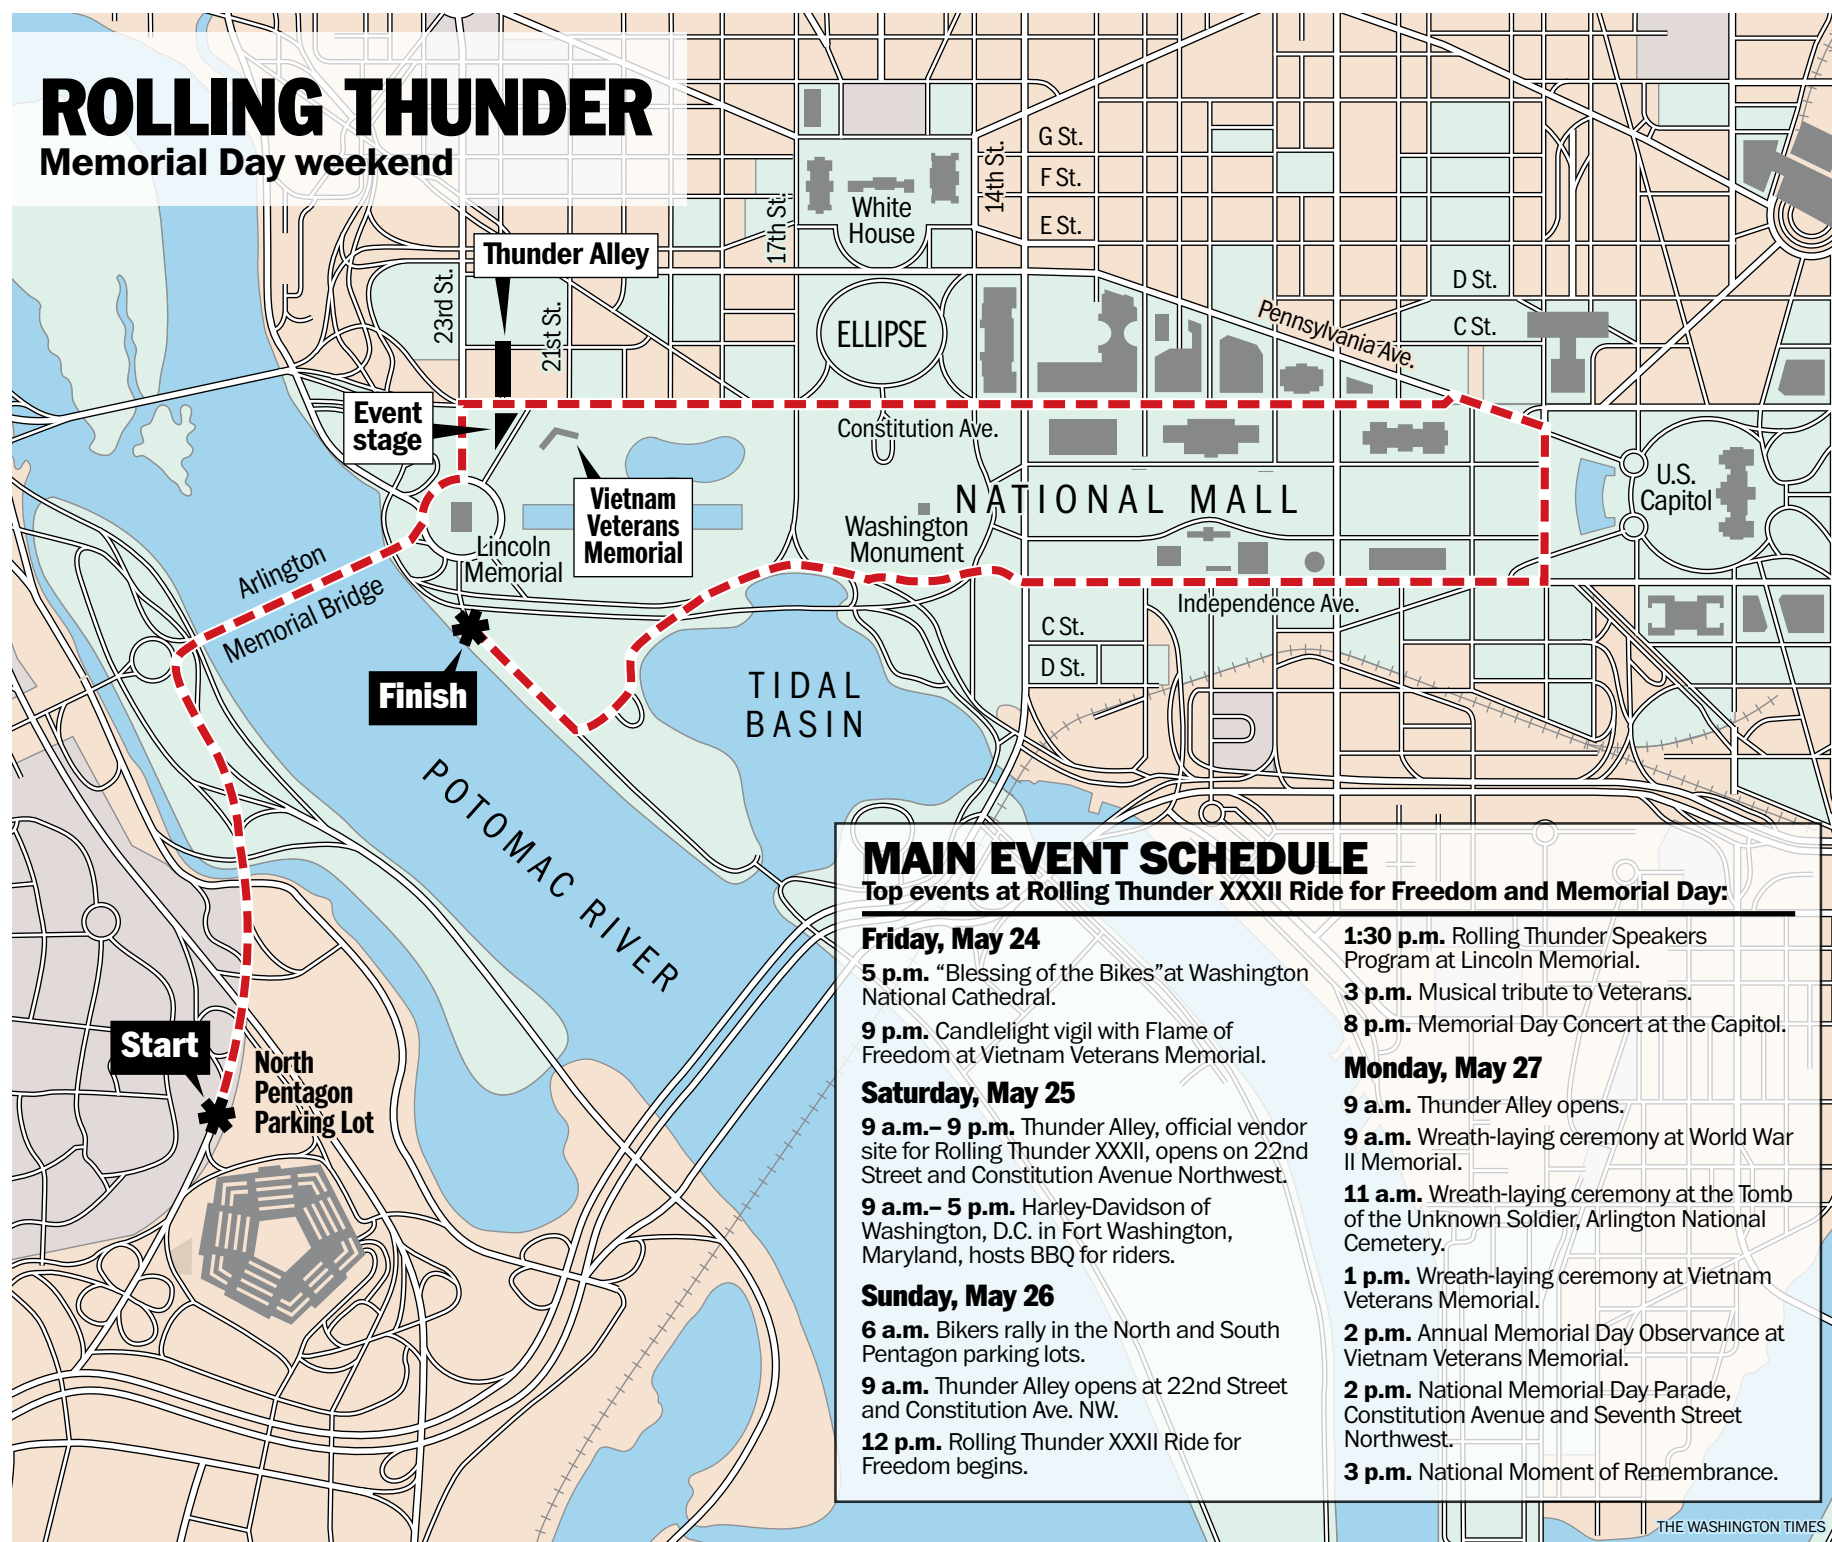 ROLLING THUNDER
Memorial Day weekend
G St.
F St.
E St.
14th St.
17th St.
White
House
Thunder Alley
23rd St.
21st St.
ELLIPSE
D St.
C St.
Pennsylvania Ave.
Event
stage
Constitution Ave.
Vietnam
Veterans
Memorial
NATIONAL MALL
U.S.
Capitol
Washington
Monument
Lincoln
Memorial
Arlington
Memorial Bridge
Independence Ave.
C St.
D St.
Finish
TIDAL
BASIN
POTOMAC RIVER
Start
North
Pentagon
Parking Lot
MAIN EVENT SCHEDULE
Top events at Rolling Thunder XXXII Ride for Freedom and Memorial Day:
Friday, May 24
5 p.m. “Blessing of the Bikes”at Washington
National Cathedral.
9 p.m. Candlelight vigil with Flame of
Freedom at Vietnam Veterans Memorial.
Saturday, May 25
9 a.m.– 9 p.m. Thunder Alley, official vendor
site for Rolling Thunder XXXII, opens on 22nd
Street and Constitution Avenue Northwest.
9 a.m.– 5 p.m. Harley-Davidson of
Washington, D.C. in Fort Washington,
Maryland, hosts BBQ for riders.
Sunday, May 26
6 a.m. Bikers rally in the North and South
Pentagon parking lots.
9 a.m. Thunder Alley opens at 22nd Street
and Constitution Ave. NW.
12 p.m. Rolling Thunder XXXII Ride for
Freedom begins.
1:30 p.m. Rolling Thunder Speakers
Program at Lincoln Memorial.
3 p.m. Musical tribute to Veterans.
8 p.m. Memorial Day Concert at the Capitol.
Monday, May 27
9 a.m. Thunder Alley opens.
9 a.m. Wreath-laying ceremony at World War
II Memorial.
11 a.m. Wreath-laying ceremony at the Tomb
of the Unknown Soldier, Arlington National
Cemetery.
1 p.m. Wreath-laying ceremony at Vietnam
Veterans Memorial.
2 p.m. Annual Memorial Day Observance at
Vietnam Veterans Memorial.
2 p.m. National Memorial Day Parade,
Constitution Avenue and Seventh Street
Northwest.
3 p.m. National Moment of Remembrance.
THE WASHINGTON TIMES